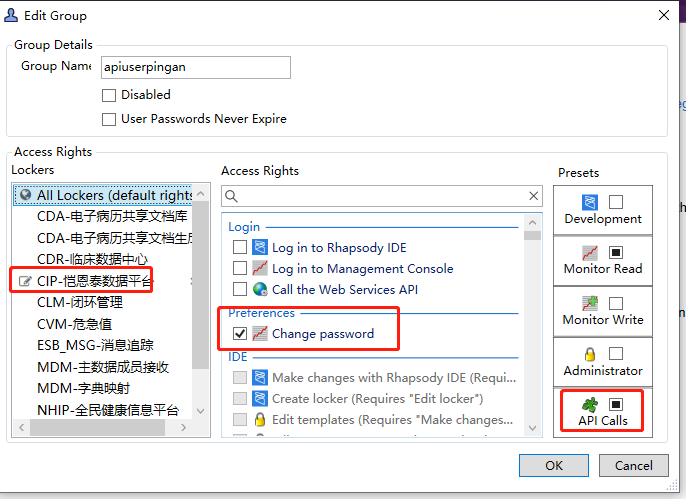 Edit Group
Group Details
Group Name
apiuserpingan
Disabled
User Passwords Never Expire
Access Rights
Lockers
All Lockers (default rights
CDA-电子病历共享文档库
CDA-电子病历共享文档生成
CDR-临床数据中心
CIP-恺恩泰数据平台
CLM-闭环管理
CVM-危急值
ESB_MSG-消息追踪
MDM-主数据成员接收
MDM-字典映射
NHIP-全民健康信息平台
Access Rights
Login
Log in to Rhapsody IDE
Log in to Management Console
Call the Web Services API
Preferences
Change password
IDE
Make changes with Rhapsody IDE (Requi...
Create locker (Requires "Edit locker")
Edit templates (Requires "Make changes...
Presets
Development
Monitor Read
Monitor Write
Administrator
API Calls
OK
Cancel